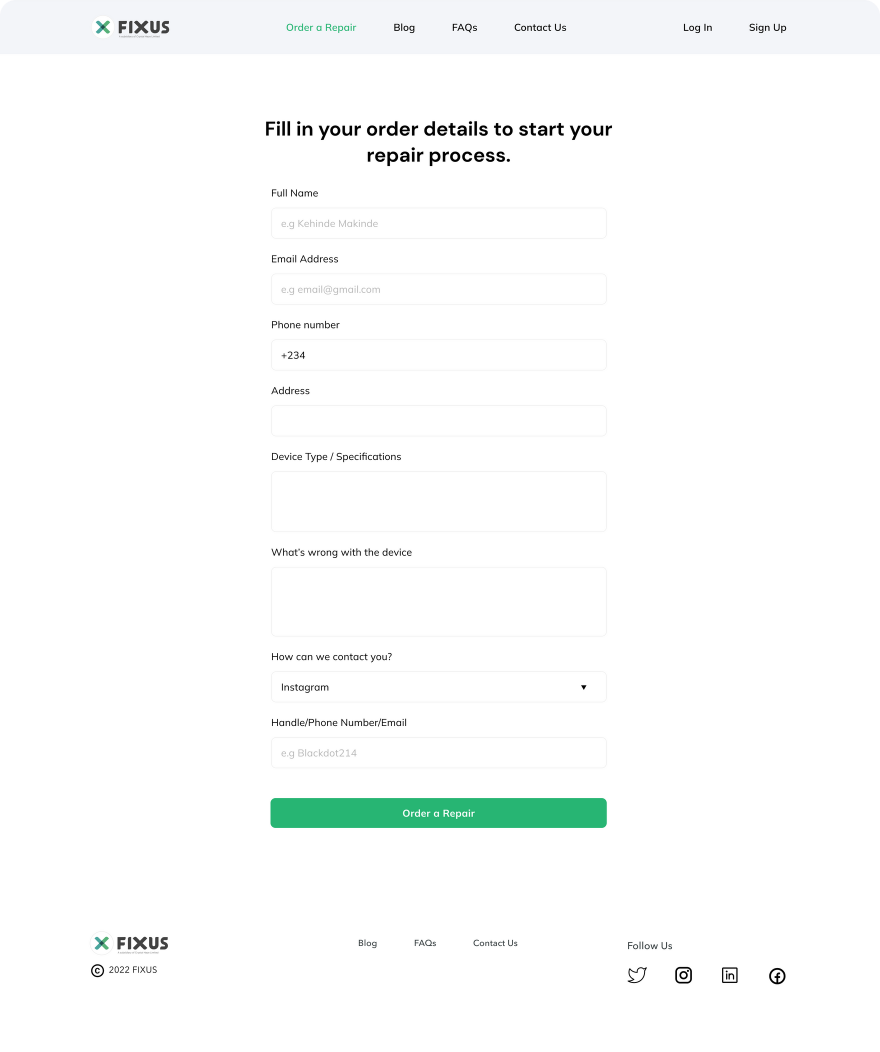 FIXUS
Order a Repair
Blog
FAQs
Contact Us
Log In
Sign Up
Fill in your order details to start your
repair process.
Full Name
e.g Kehinde Makinde
Email Address
e.g email@gmail.com
Phone number
+234
Address
Device Type / Specifications
What's wrong with the device
How can we contact you?
Instagram
Handle/Phone Number/Email
e.g Blackdot214
Order a Repair
FIXUS
© 2022 FIXUS
Blog
FAQs
Contact Us
Follow Us